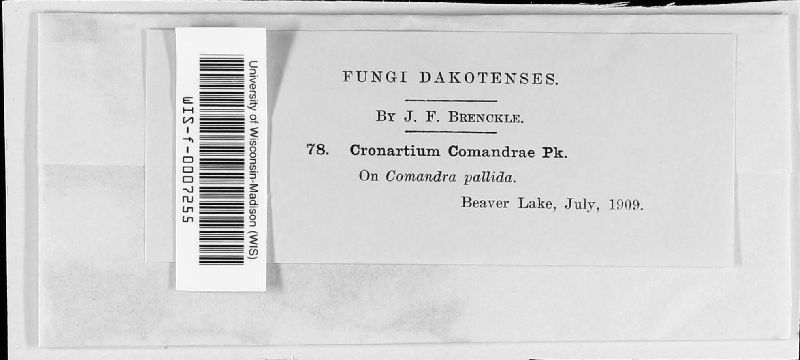 FUNGI DAKOTENSES.
BY J. F. BRENCKLE.
78. Cronartium Comandrae Pk.
On Comandra pallida.
Beaver Lake, July, 1909.
University of Wisconsin-Madison (WIS)
WIS-f-0007255